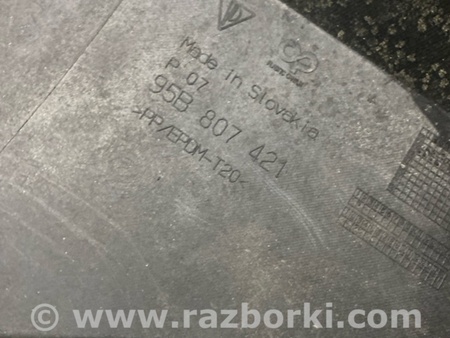 Made in Slovakia
P 07
95B 807 421
>PP/EPDM-T20<
© www.razborki.com